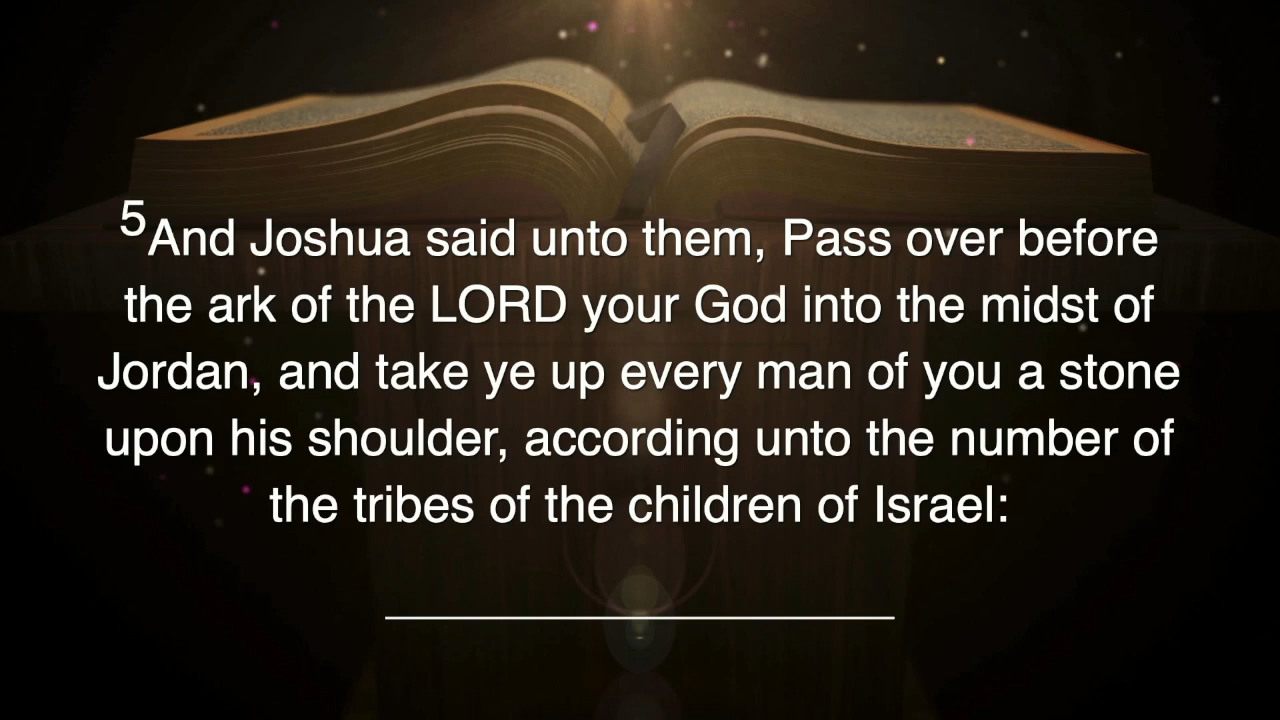 5And Joshua said unto them, Pass over before
the ark of the LORD your God into the midst of
Jordan, and take ye up every man of you a stone
upon his shoulder, according unto the number of
the tribes of the children of Israel: